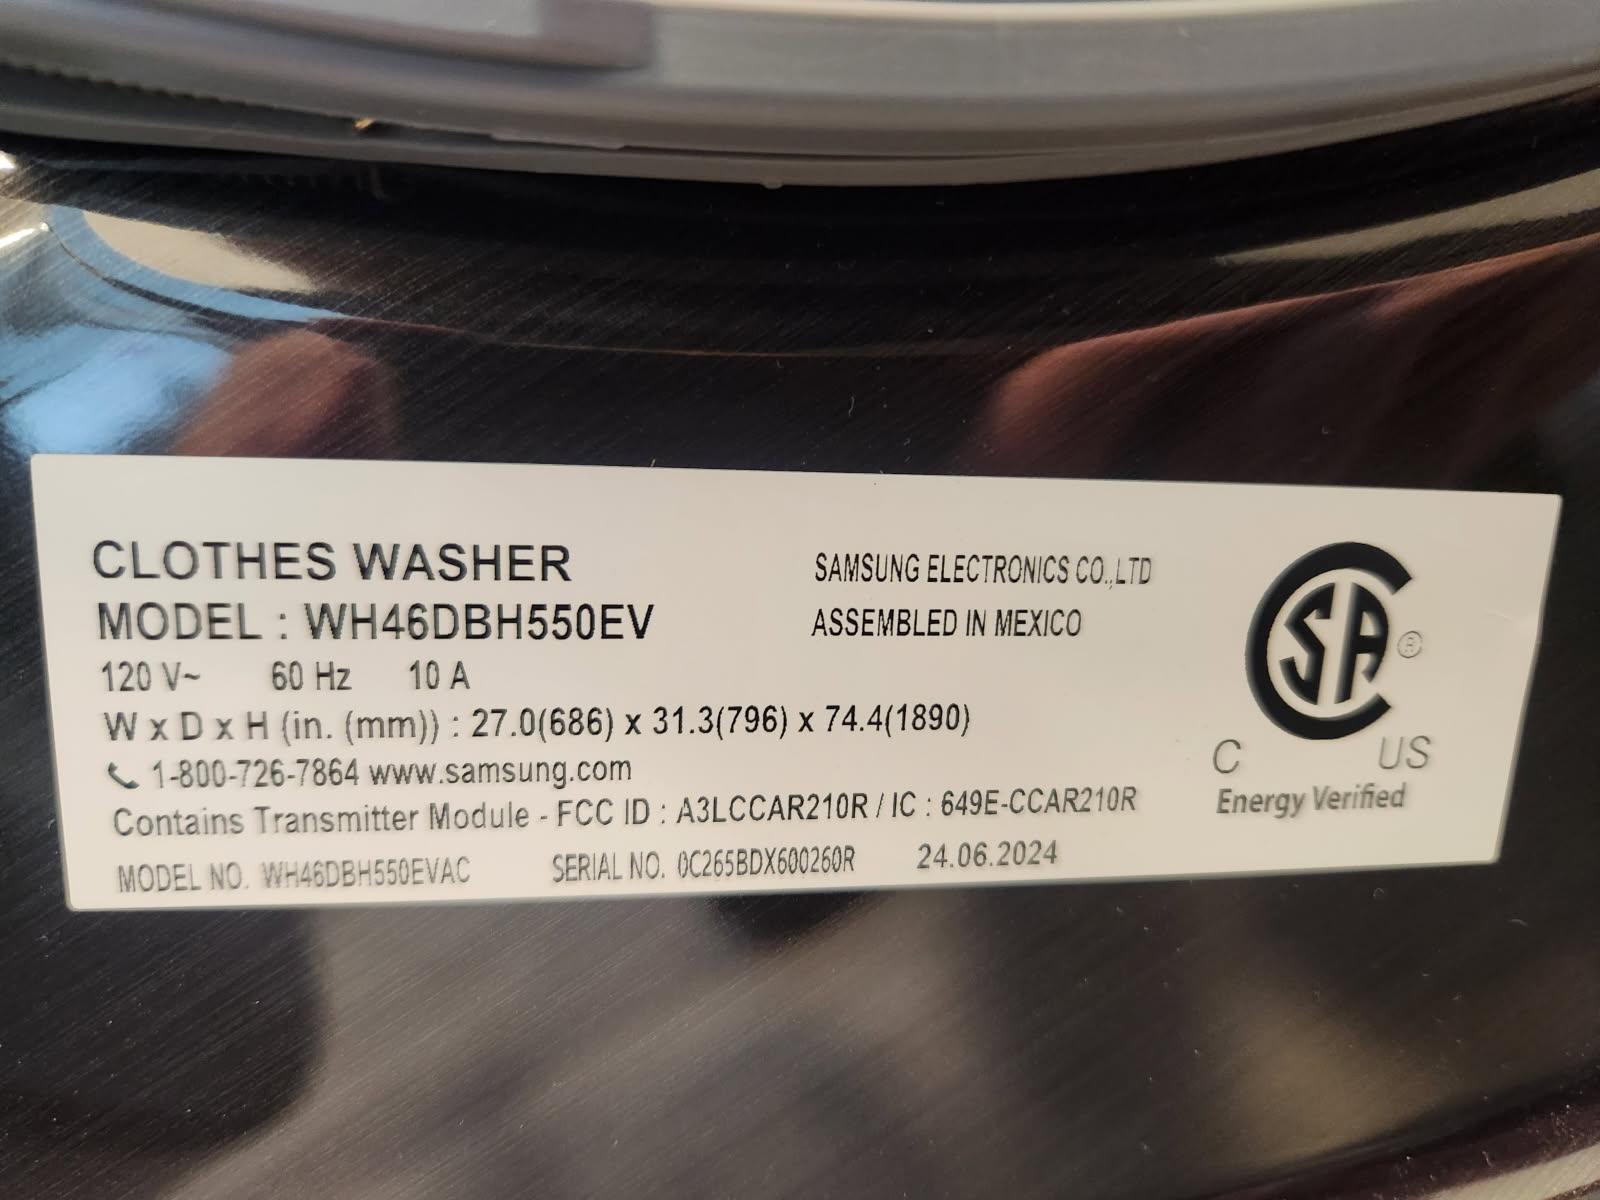 CLOTHES WASHER
MODEL : WH46DBH550EV
120 V~ 60 Hz 10 A
W x D x H (in. (mm)) : 27.0(686) x 31.3(796) x 74.4(1890)
1-800-726-7864 www.samsung.com
Contains Transmitter Module - FCC ID : A3LCCAR210R / IC : 649E-CCAR210R
MODEL NO. WH46DBH550EVAC SERIAL NO. 0C265BDX600260R 24.06.2024
SAMSUNG ELECTRONICS CO.,LTD
ASSEMBLED IN MEXICO
CSA ®
C US
Energy Verified